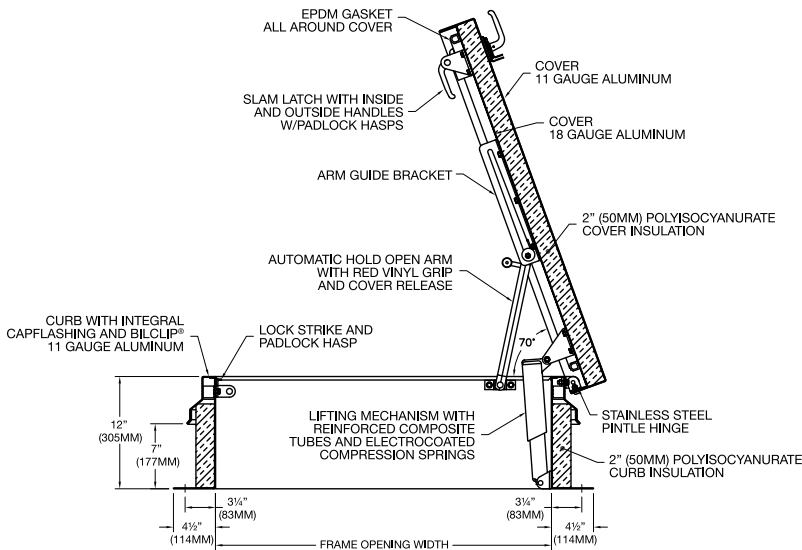 EPDM GASKET
ALL AROUND COVER
COVER
11 GAUGE ALUMINUM
SLAM LATCH WITH INSIDE
AND OUTSIDE HANDLES
W/PADLOCK HASPS
COVER
18 GAUGE ALUMINUM
ARM GUIDE BRACKET
2” (50MM) POLYISOCYANURATE
COVER INSULATION
AUTOMATIC HOLD OPEN ARM
WITH RED VINYL GRIP
AND COVER RELEASE
CURB WITH INTEGRAL
CAPFLASHING AND BILCLIP®
11 GAUGE ALUMINUM
LOCK STRIKE AND
PADLOCK HASP
70°
12”
(305MM)
7”
(177MM)
LIFTING MECHANISM WITH
REINFORCED COMPOSITE
TUBES AND ELECTROCOATED
COMPRESSION SPRINGS
STAINLESS STEEL
PINTLE HINGE
2” (50MM) POLYISOCYANURATE
CURB INSULATION
3¼”
(83MM)
3¼”
(83MM)
4½”
(114MM)
4½”
(114MM)
FRAME OPENING WIDTH